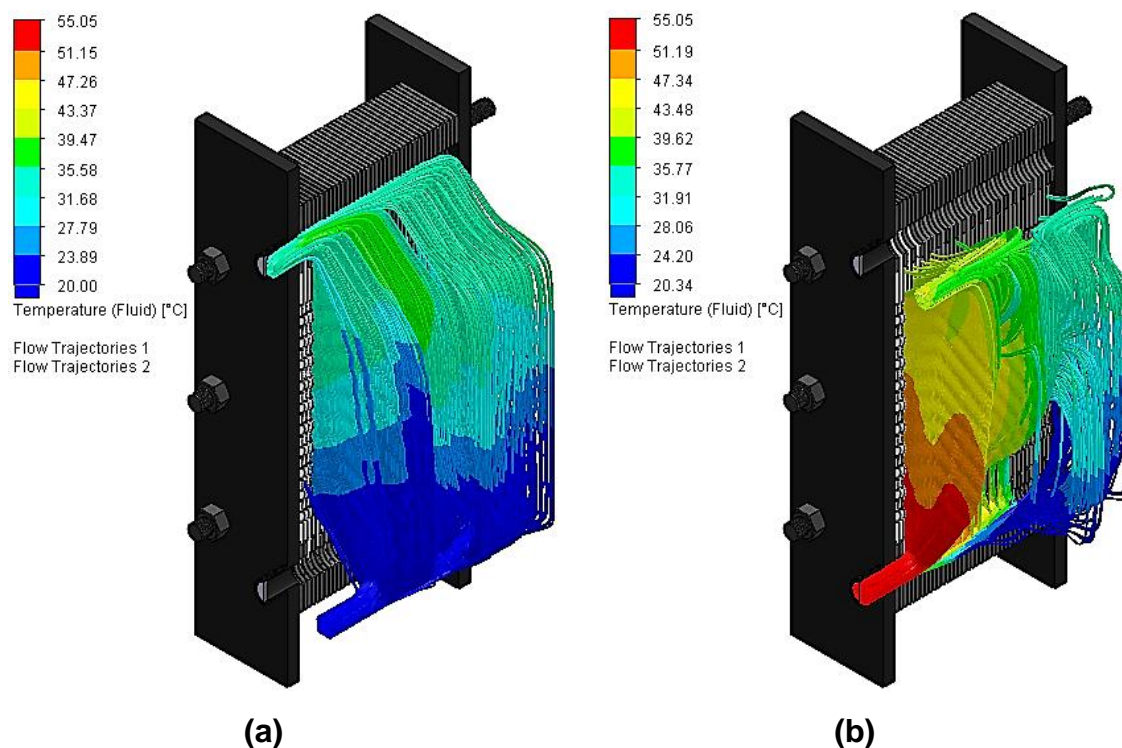 55.05
51.15
47.26
43.37
39.47
35.58
31.68
27.79
23.89
20.00
Temperature (Fluid) [°C]
Flow Trajectories 1
Flow Trajectories 2
(a)
55.05
51.19
47.34
43.48
39.62
35.77
31.91
28.06
24.20
20.34
Temperature (Fluid) [°C]
Flow Trajectories 1
Flow Trajectories 2
(b)